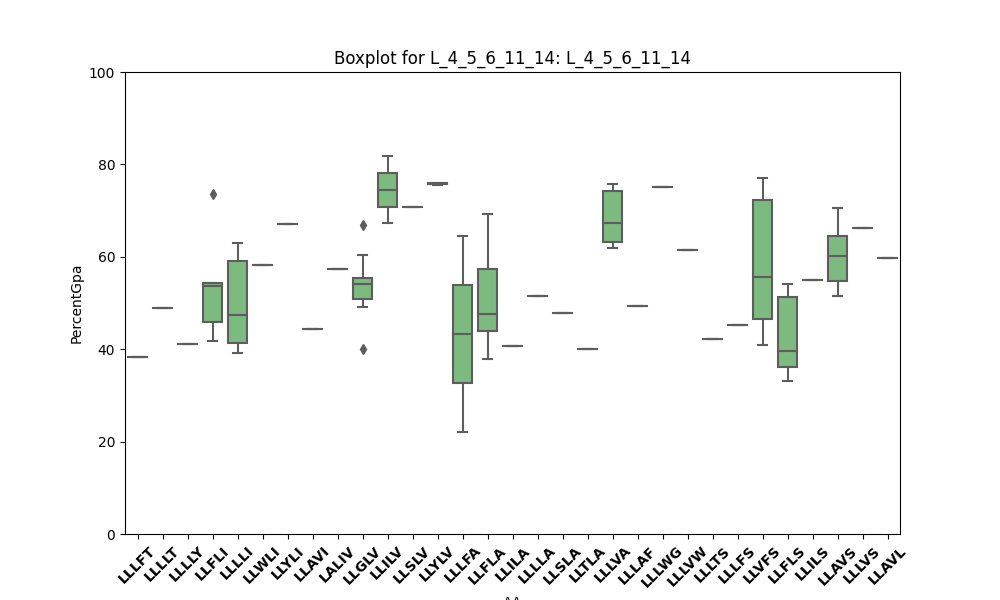 Boxplot for L_4_5_6_11_14: L_4_5_6_11_14
100
80
60
40
20
0
PercentGpa
LLLFT LLLLT LLLLY LLFLI LLLLI LLWLI LLYLI LLAVI LALIV LLGLV LLILV LLSLV LLYLV LLLFA LLFLA LLILA LLLLA LLSLA LLTLA LLLVA LLLAF LLLWG LLLVW LLLTS LLLFS LLVFS LLFLS LLILS LLAVS LLLVS LLAVL
AA